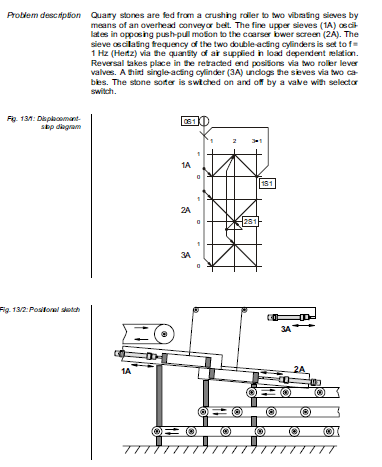 Problem description
Quarry stones are fed from a crushing roller to two vibrating sieves by
means of an overhead conveyor belt. The fine upper sieves (1A) oscil-
lates in opposing push-pull motion to the coarser lower screen (2A). The
sieve oscillating frequency of the two double-acting cylinders is set to f =
1 Hz (Hertz) via the quantity of air supplied in load dependent relation.
Reversal takes place in the retracted end positions via two roller lever
valves. A third single-acting cylinder (3A) unclogs the sieves via two ca-
bles. The stone sorter is switched on and off by a valve with selector
switch.
Fig. 13/1: Displacement-
step diagram
0S1
1 2 3=1
1
1A
0
1S1
1
2A
2S1
0
1
3A
0
Fig. 13/2: Positional sketch
3A
1A
2A